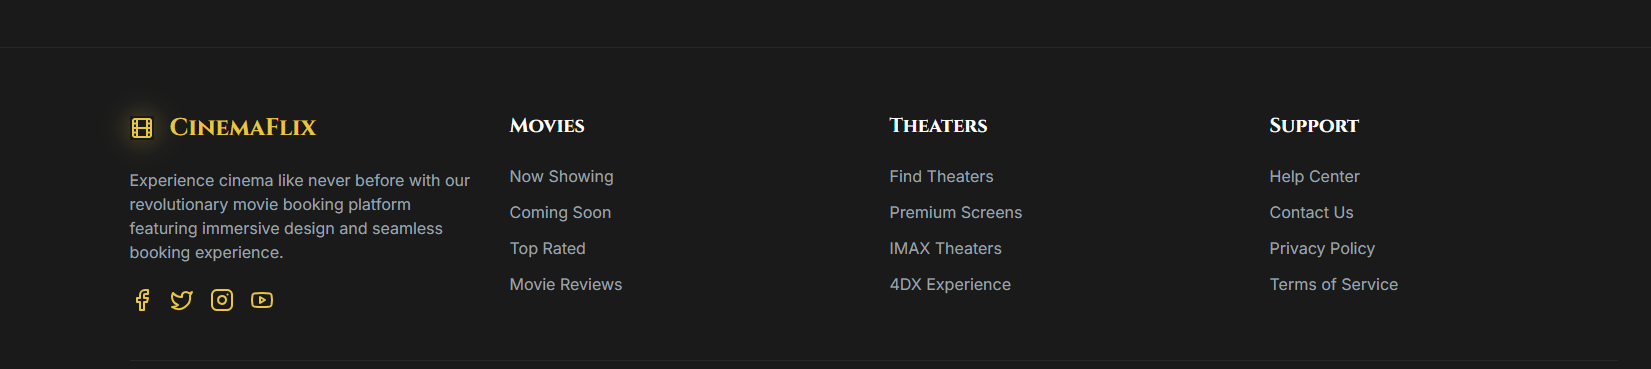 CinemaFlix
Experience cinema like never before with our
revolutionary movie booking platform
featuring immersive design and seamless
booking experience.
Movies
Now Showing
Coming Soon
Top Rated
Movie Reviews
Theaters
Find Theaters
Premium Screens
IMAX Theaters
4DX Experience
Support
Help Center
Contact Us
Privacy Policy
Terms of Service